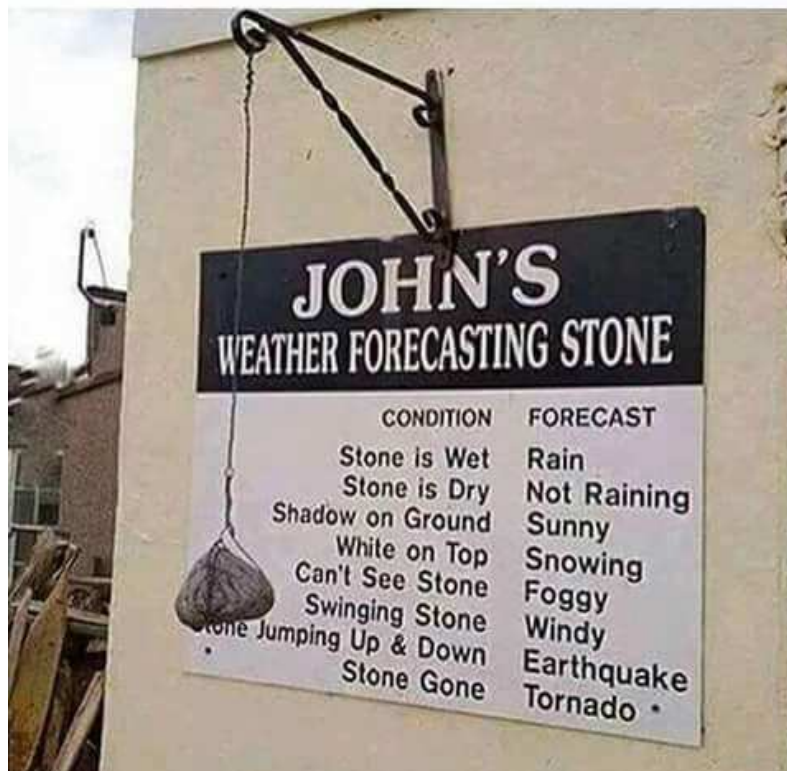 JOHN'S
WEATHER FORECASTING STONE
CONDITION FORECAST
Stone is Wet Rain
Stone is Dry Not Raining
Shadow on Ground Sunny
White on Top Snowing
Can't See Stone Foggy
Swinging Stone Windy
Stone Jumping Up & Down Earthquake
Stone Gone Tornado